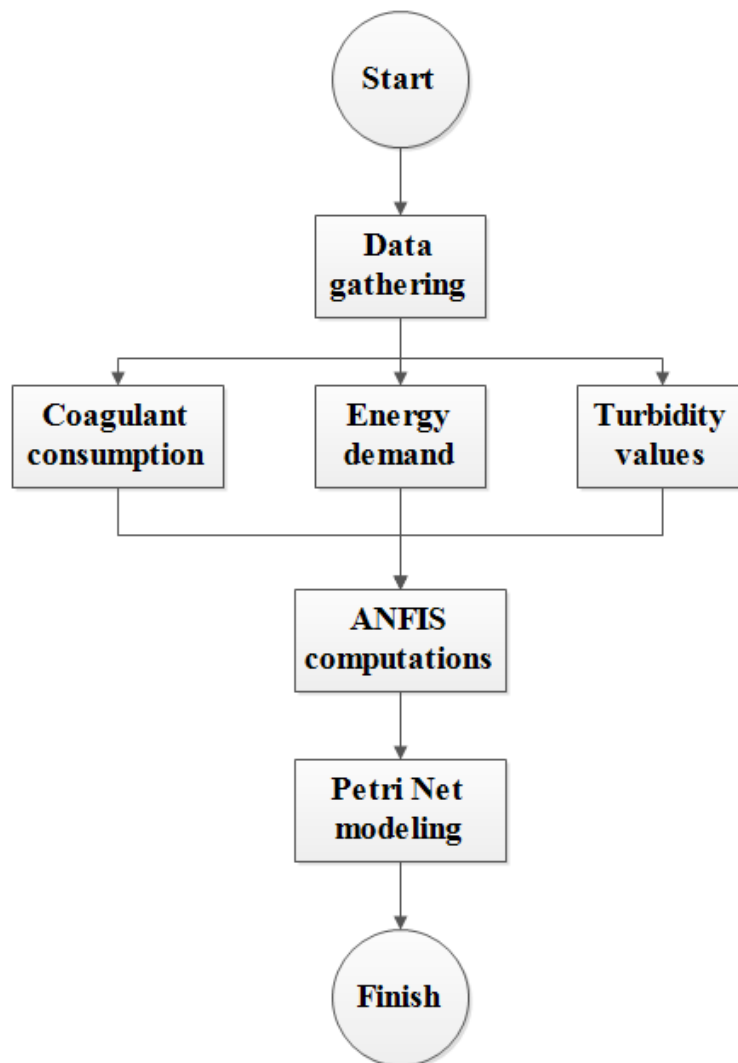 Start
Data
gathering
Coagulant
consumption
Energy
demand
Turbidity
values
ANFIS
computations
Petri Net
modeling
Finish